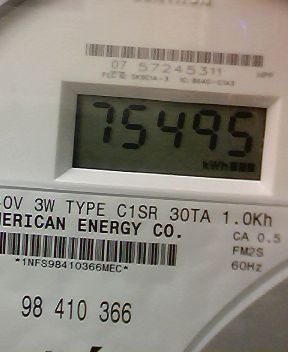 07 57245311
75495
kWh
0V 3W TYPE C1SR 30TA 1.0Kh
MERICAN ENERGY CO.
CA 0.5
*1NFS98410366MEC*
FM2S
60Hz
98 410 366